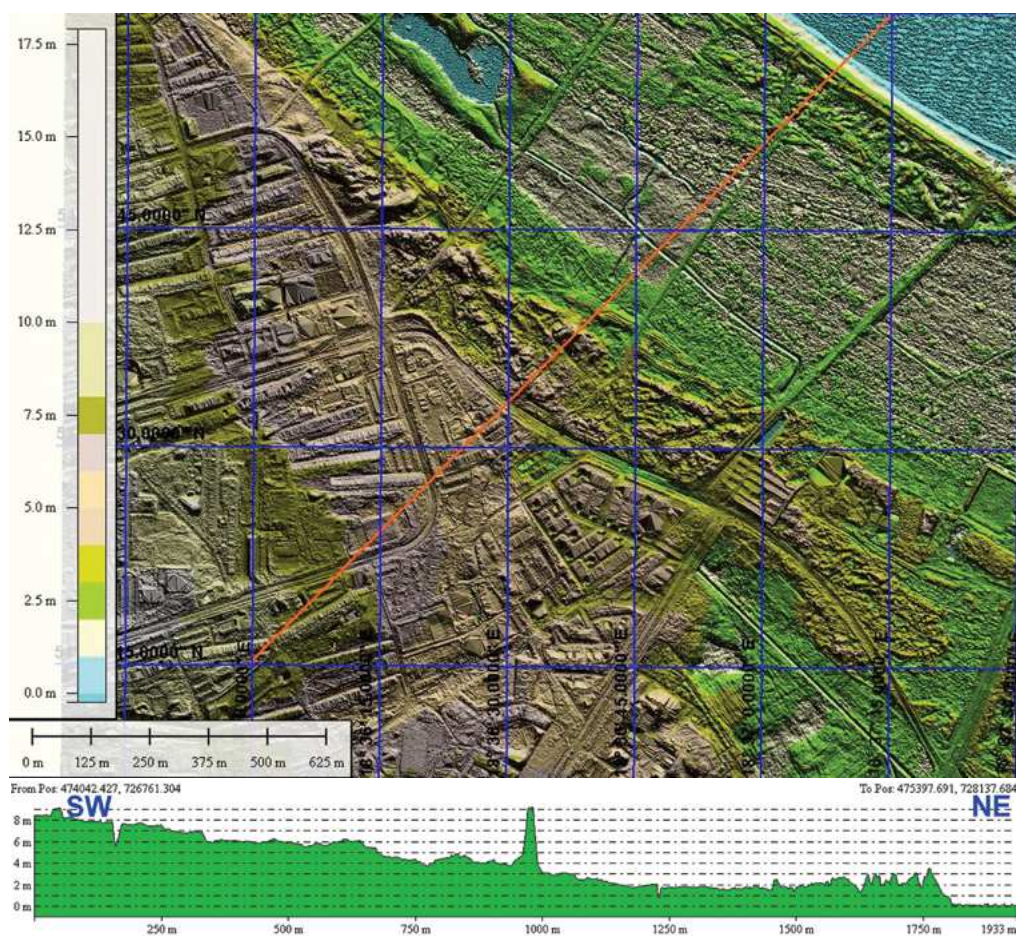 17.5 m
15.0 m
12.5 m
10.0 m
7.5 m
5.0 m
2.5 m
0.0 m
45.0000" N
30.0000" N
15.0000" N
0 m 125 m 250 m 375 m 500 m 625 m
From Pos: 474042.427, 726761.304 To Pos: 475397.691, 728137.684
SW NE
8 m
6 m
4 m
2 m
0 m
250 m 500 m 750 m 1000 m 1250 m 1500 m 1750 m 1933 m